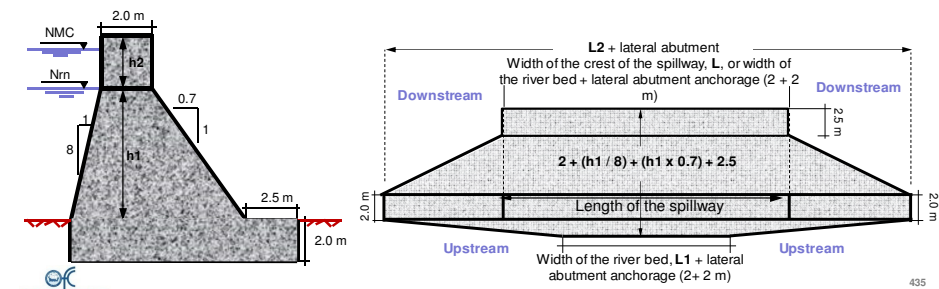 2.0 m
NMC
h2
Nrn
0.7
1
1
8
h1
2.5 m
2.0 m
L2 + lateral abutment
Width of the crest of the spillway, L, or width of
the river bed + lateral abutment anchorage (2 + 2
m)
Downstream
Downstream
2.5 m
2 + (h1 / 8) + (h1 x 0.7) + 2.5
2.0 m
Length of the spillway
2.0 m
Upstream
Upstream
Width of the river bed, L1 + lateral
abutment anchorage (2+ 2 m)
435